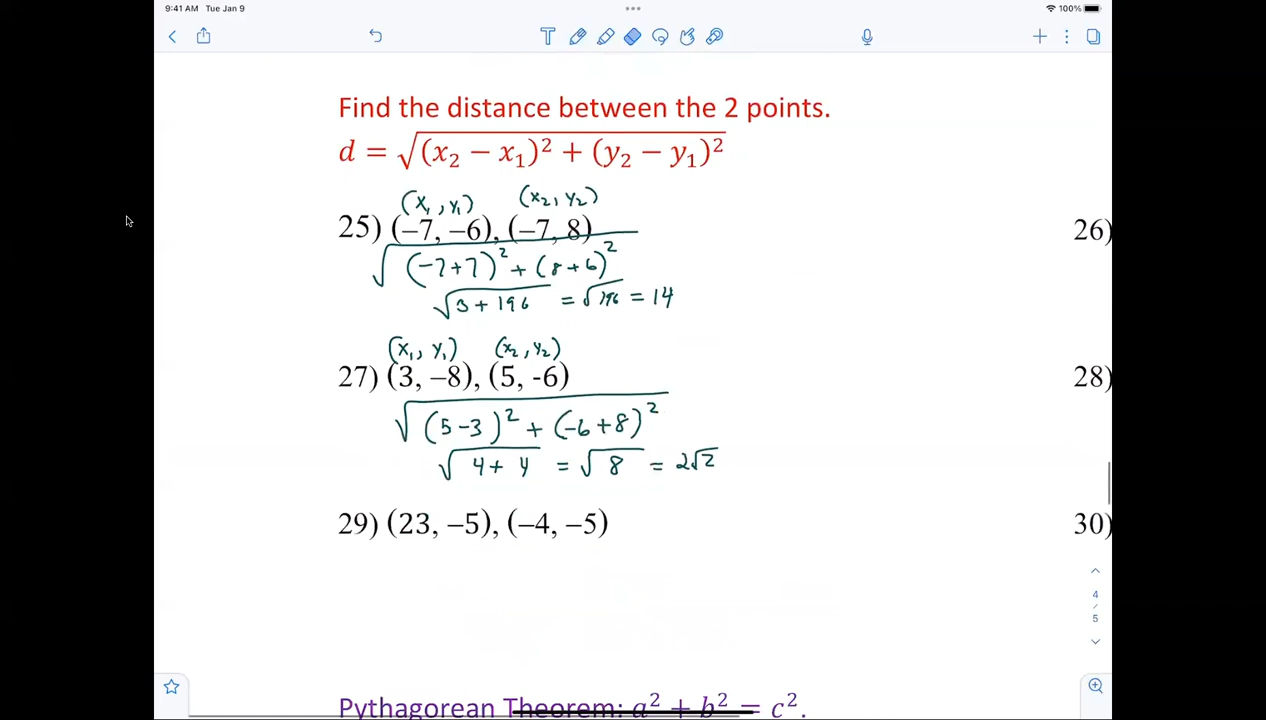 9:41 AM Tue Jan 9
100%
Find the distance between the 2 points.
d = √((x₂ − x₁)² + (y₂ − y₁)²)
(x₁, y₁) (x₂, y₂)
25) (–7, –6), (–7, 8)
26)
√((-7+7)² + (8+6)²)
√(3+196) = √196 = 14
(x₁, y₁) (x₂, y₂)
27) (3, –8), (5, -6)
28)
√((5-3)² + (-6+8)²)
√(4+4) = √8 = 2√2
29) (23, –5), (–4, –5)
30)
4
/
5
Pythagorean Theorem: a² + b² = c².